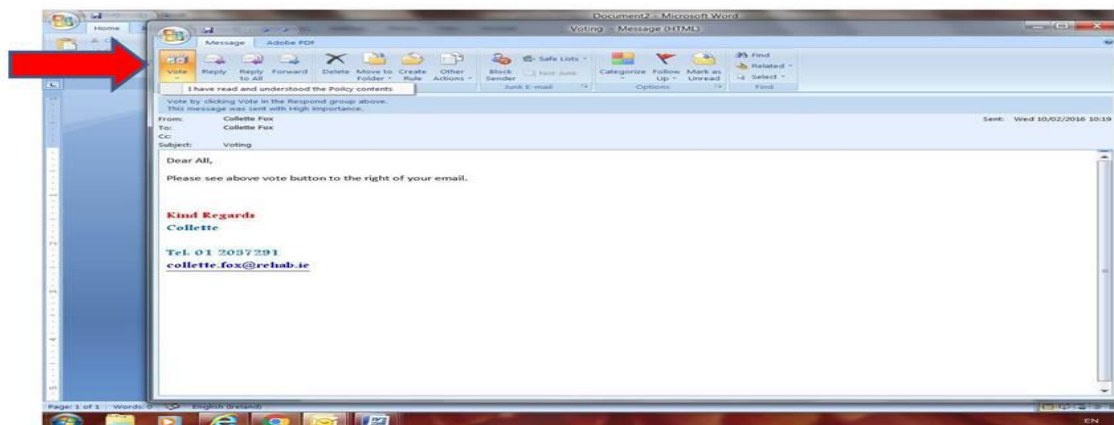 Document2 - Microsoft Word
Home
Voting - Message (HTML)
Message Adobe PDF
Vote Reply Reply to All Forward Delete Move to Folder Create Rule Other Actions Block Sender Safe Lists Not Junk Categorize Follow Up Mark as Unread Find Related Select
Junk E-mail Options Find
I have read and understood the Poilcy contents
Vote by clicking Vote in the Respond group above.
This message was sent with High importance.
From: Collette Fox Sent: Wed 10/02/2016 10:19
To: Collette Fox
Cc:
Subject: Voting
Dear All,
Please see above vote button to the right of your email.
Kind Regards
Collette
Tel. 01 2057291
collette.fox@rehab.ie
Page: 1 of 1 Words: 0 English (Ireland)
EN